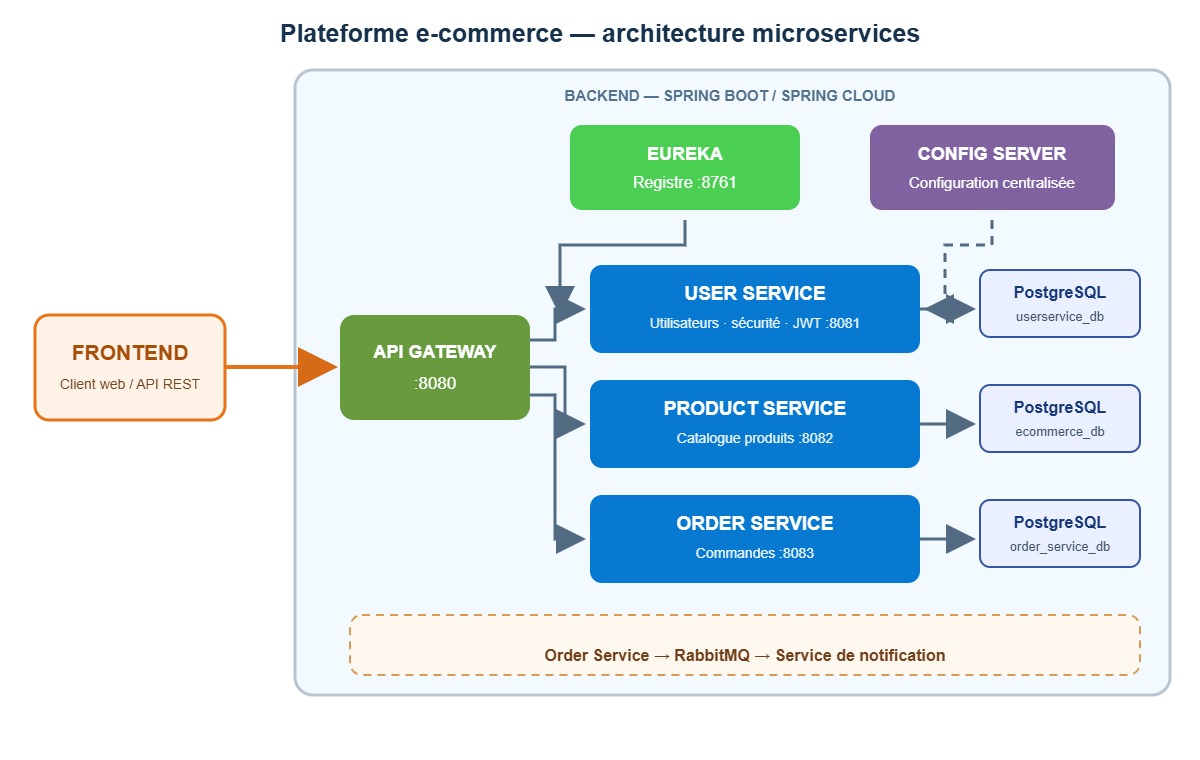 Plateforme e-commerce — architecture microservices
BACKEND — SPRING BOOT / SPRING CLOUD
EUREKA
Registre :8761
CONFIG SERVER
Configuration centralisée
FRONTEND
Client web / API REST
API GATEWAY
:8080
USER SERVICE
Utilisateurs · sécurité · JWT :8081
PostgreSQL
userservice_db
PRODUCT SERVICE
Catalogue produits :8082
PostgreSQL
ecommerce_db
ORDER SERVICE
Commandes :8083
PostgreSQL
order_service_db
Order Service → RabbitMQ → Service de notification